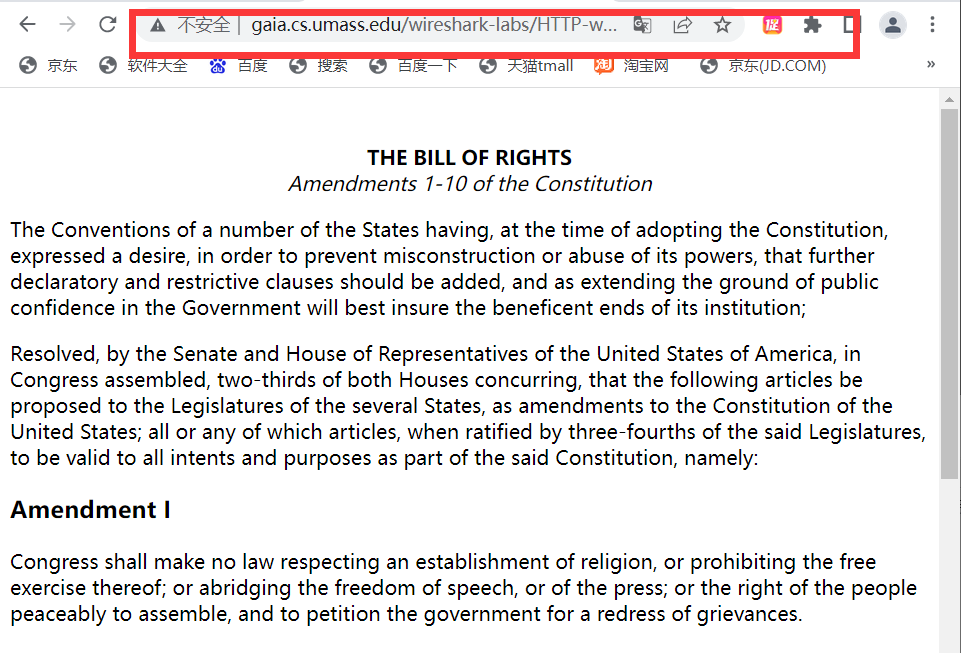 不安全 | gaia.cs.umass.edu/wireshark-labs/HTTP-w...
京东 软件大全 百度 搜索 百度一下 天猫tmall 淘 淘宝网 京东(JD.COM) »
THE BILL OF RIGHTS
Amendments 1-10 of the Constitution
The Conventions of a number of the States having, at the time of adopting the Constitution,
expressed a desire, in order to prevent misconstruction or abuse of its powers, that further
declaratory and restrictive clauses should be added, and as extending the ground of public
confidence in the Government will best insure the beneficent ends of its institution;
Resolved, by the Senate and House of Representatives of the United States of America, in
Congress assembled, two-thirds of both Houses concurring, that the following articles be
proposed to the Legislatures of the several States, as amendments to the Constitution of the
United States; all or any of which articles, when ratified by three-fourths of the said Legislatures,
to be valid to all intents and purposes as part of the said Constitution, namely:
Amendment I
Congress shall make no law respecting an establishment of religion, or prohibiting the free
exercise thereof; or abridging the freedom of speech, or of the press; or the right of the people
peaceably to assemble, and to petition the government for a redress of grievances.